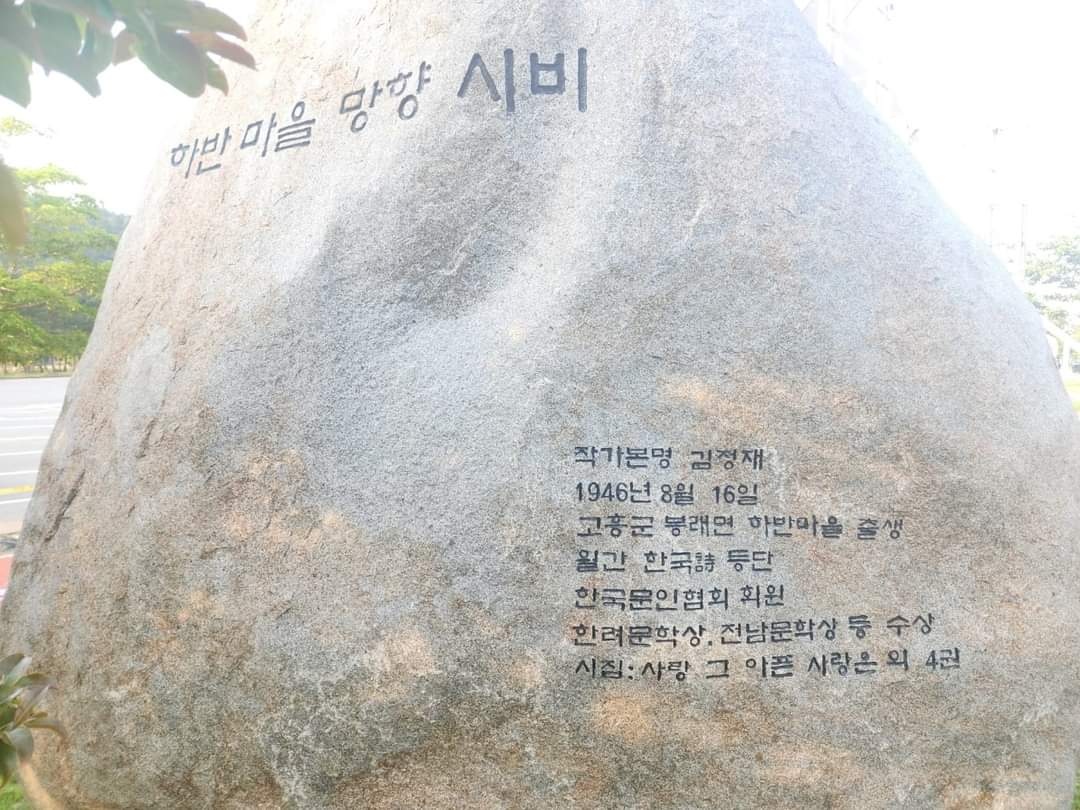 하반 마을 망향 시비
작가본명 김정재
1946년 8월 16일
고흥군 봉래면 하반마을 출생
월간 한국詩 등단
한국문인협회 회원
한려문학상, 전남문학상 등 수상
시집: 사랑 그 아픈 사랑은 외 4권